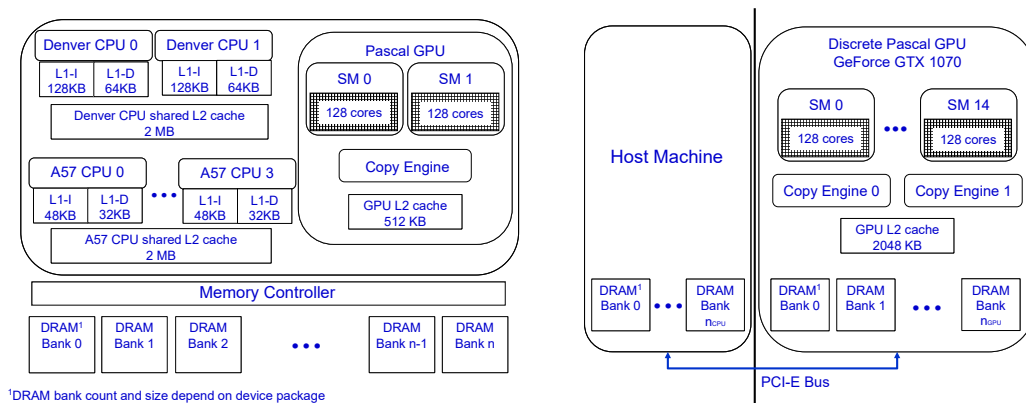 Denver CPU 0
Denver CPU 1
L1-I
128KB
L1-D
64KB
L1-I
128KB
L1-D
64KB
Denver CPU shared L2 cache
2 MB
A57 CPU 0
A57 CPU 3
L1-I
48KB
L1-D
32KB
L1-I
48KB
L1-D
32KB
A57 CPU shared L2 cache
2 MB
Pascal GPU
SM 0
128 cores
SM 1
128 cores
Copy Engine
GPU L2 cache
512 KB
Memory Controller
DRAM¹
Bank 0
DRAM
Bank 1
DRAM
Bank 2
DRAM
Bank n-1
DRAM
Bank n
¹DRAM bank count and size depend on device package
Host Machine
DRAM¹
Bank 0
DRAM
Bank
nCPU
Discrete Pascal GPU
GeForce GTX 1070
SM 0
128 cores
SM 14
128 cores
Copy Engine 0
Copy Engine 1
GPU L2 cache
2048 KB
DRAM¹
Bank 0
DRAM
Bank 1
DRAM
Bank
nGPU
PCI-E Bus